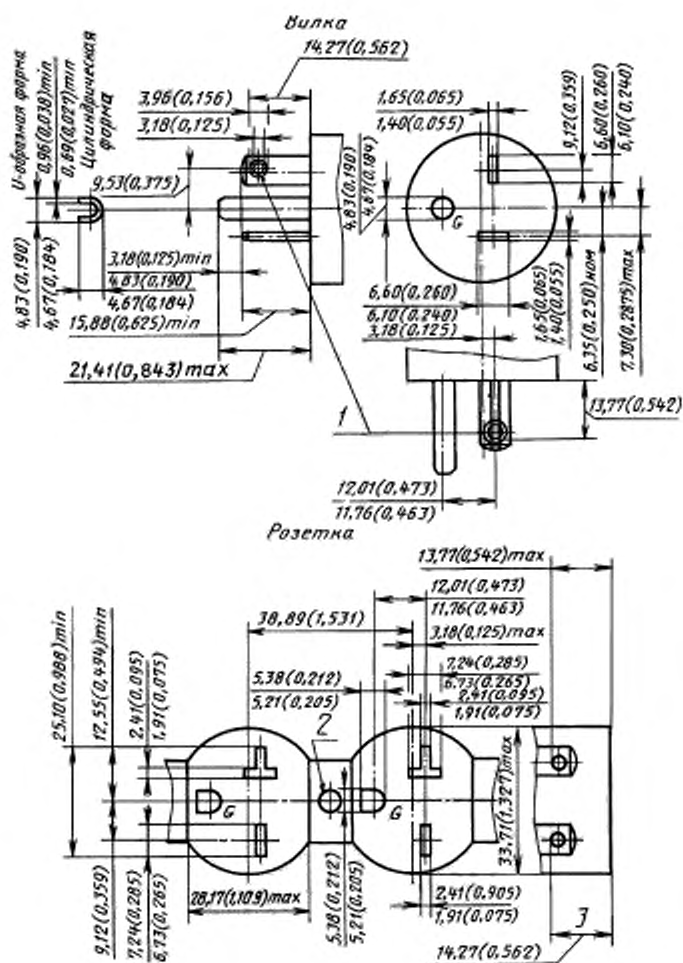 Вилка
14,27(0,562)
3,96(0,156)
3,18(0,125)
U-образная форма
0,96(0,038)min
0,69(0,027)min
Цилиндрическая
форма
9,53(0,375)
4,83(0,190)
4,67(0,184)
3,18(0,125)min
4,83(0,190)
4,67(0,184)
15,88(0,625)min
21,41(0,843)max
1
1,65(0,065)
1,40(0,055)
9,12(0,359)
6,60(0,260)
6,10(0,240)
4,83(0,190)
4,67(0,184)
G
6,60(0,260)
6,10(0,240)
3,18(0,125)
1,65(0,065)
1,40(0,055)
6,35(0,250)ном
7,30(0,2875)max
13,77(0,542)
12,01(0,473)
11,76(0,463)
Розетка
13,77(0,542)max
12,01(0,473)
11,76(0,463)
38,89(1,531)
3,18(0,125)max
7,24(0,285)
6,73(0,265)
5,38(0,212)
5,21(0,205)
2,41(0,095)
1,91(0,075)
25,10(0,988)min
12,55(0,494)min
2,41(0,095)
1,91(0,075)
2
G
G
33,71(1,327)max
9,12(0,359)
7,24(0,285)
6,73(0,265)
28,17(1,109)max
5,38(0,212)
5,21(0,205)
2,41(0,905)
1,91(0,075)
3
14,27(0,562)